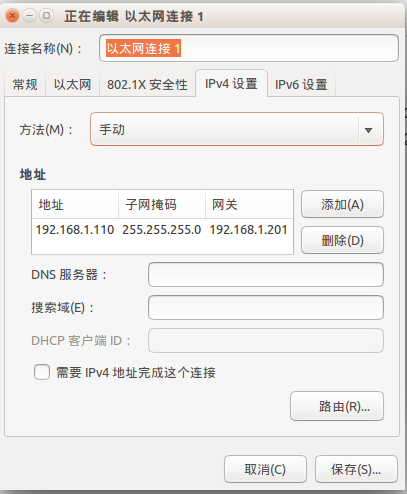 正在编辑 以太网连接 1
连接名称(N)： 以太网连接 1
常规 以太网 802.1X 安全性 IPv4 设置 IPv6 设置
方法(M)： 手动
地址
地址 子网掩码 网关 添加(A)
192.168.1.110 255.255.255.0 192.168.1.201
删除(D)
DNS 服务器：
搜索域(E)：
DHCP 客户端 ID：
需要 IPv4 地址完成这个连接
路由(R)...
取消(C) 保存(S)...